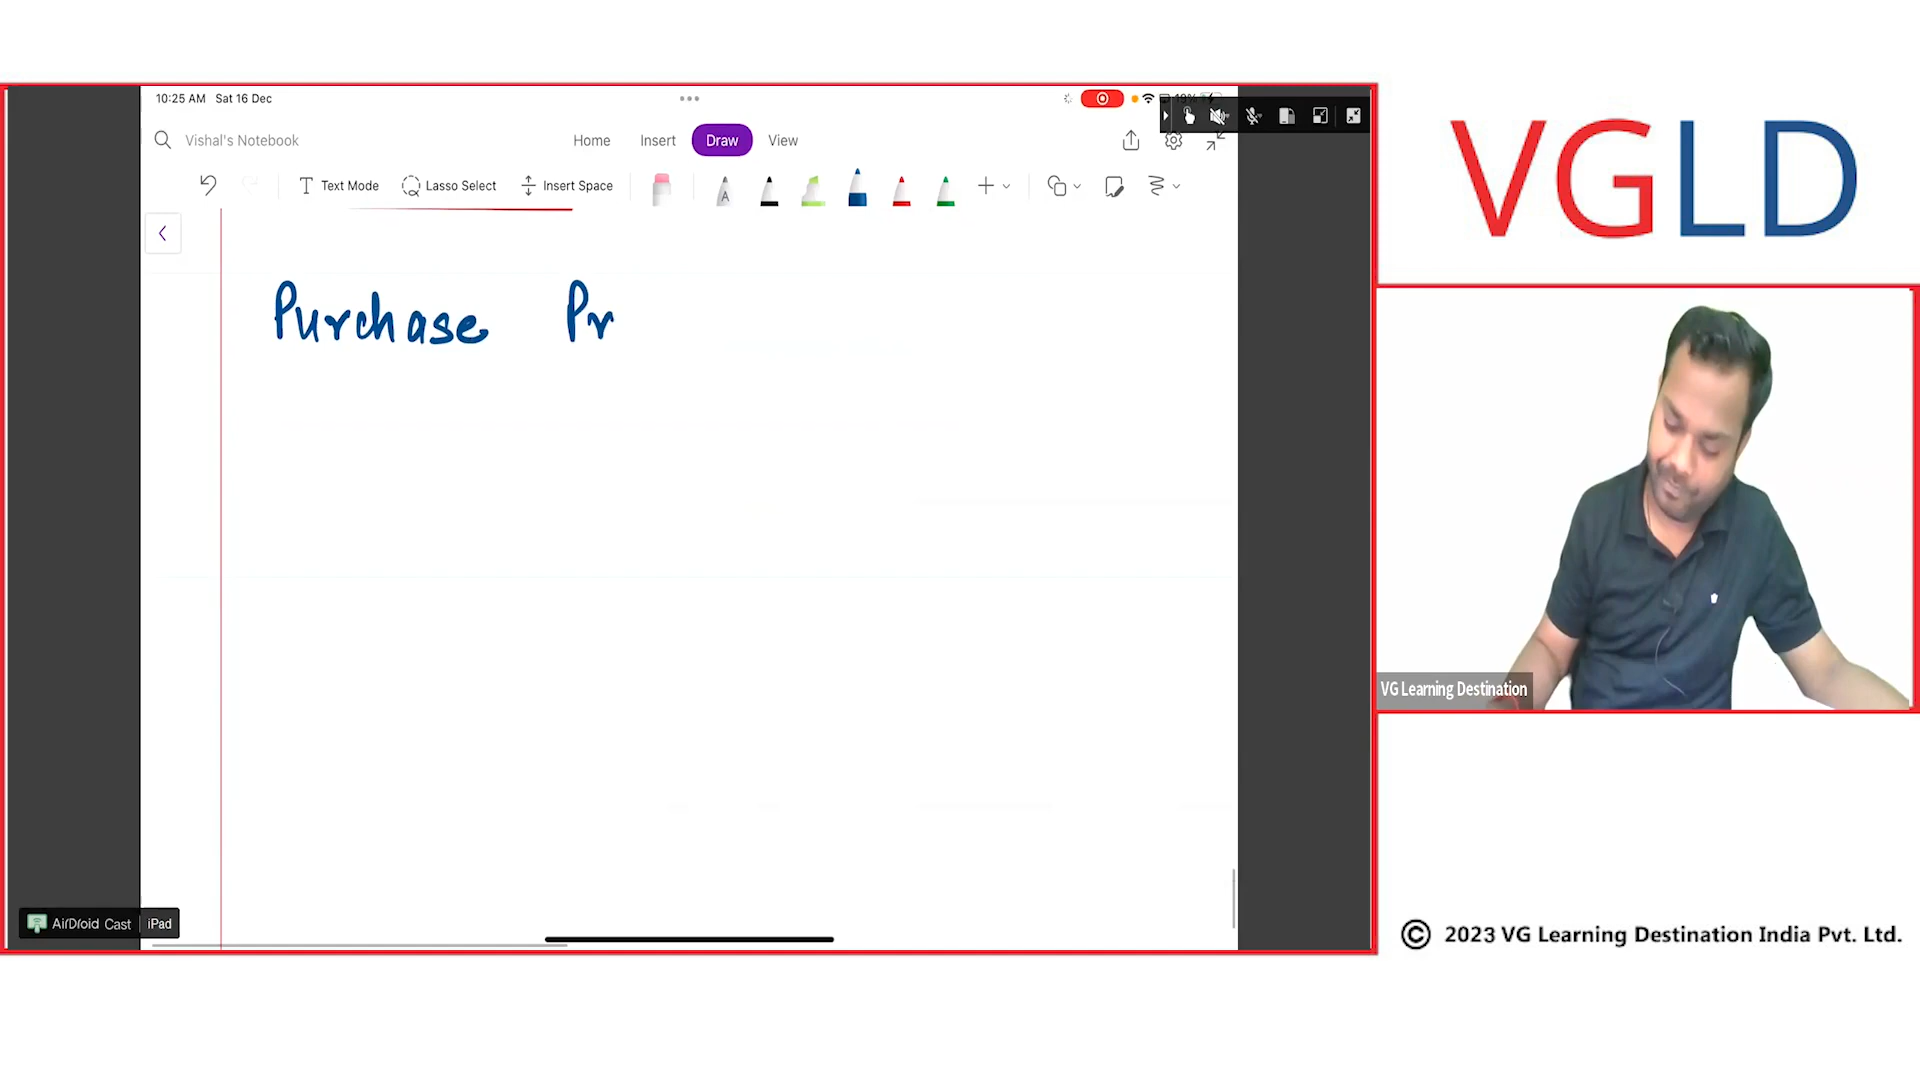 10:25 AM Sat 16 Dec
19%
Vishal's Notebook
Home Insert Draw View
Text Mode Lasso Select Insert Space
A
Purchase Pr
AirDroid Cast iPad
VGLD
VG Learning Destination
© 2023 VG Learning Destination India Pvt. Ltd.